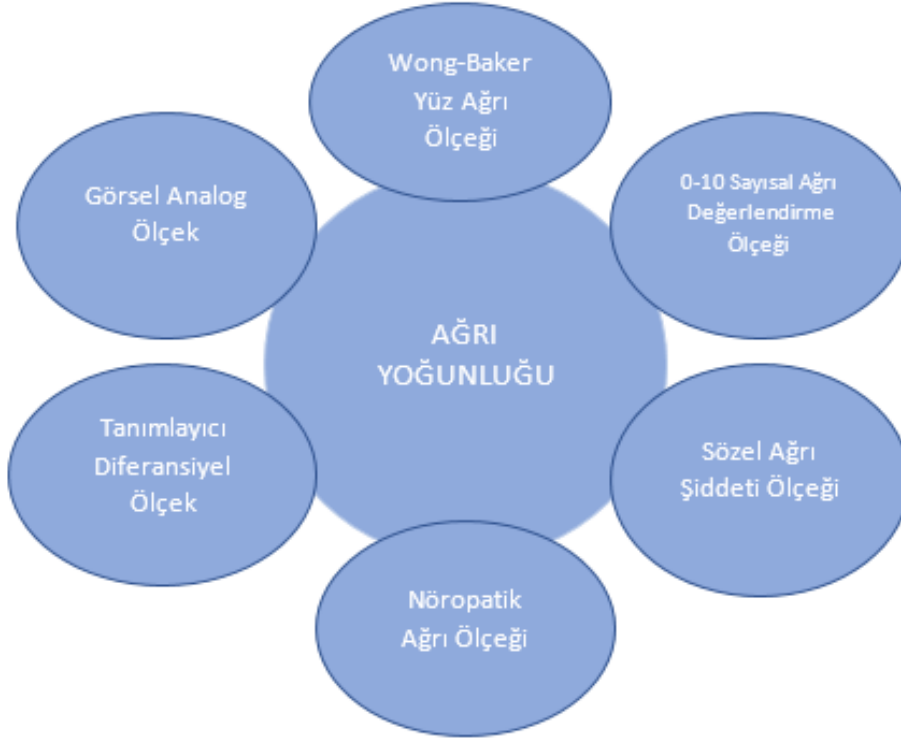 Wong-Baker
Yüz Ağrı
Ölçeği
0-10 Sayısal Ağrı
Değerlendirme
Ölçeği
Görsel Analog
Ölçek
AĞRI
YOĞUNLUĞU
Tanımlayıcı
Diferansiyel
Ölçek
Sözel Ağrı
Şiddeti Ölçeği
Nöropatik
Ağrı Ölçeği